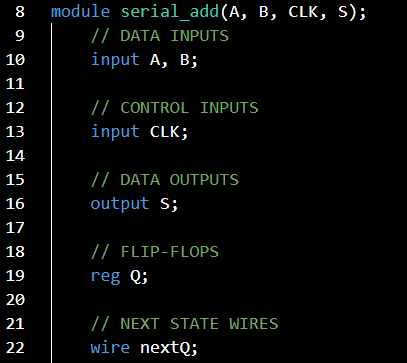 8 module serial_add(A, B, CLK, S);
9 // DATA INPUTS
10 input A, B;
11
12 // CONTROL INPUTS
13 input CLK;
14
15 // DATA OUTPUTS
16 output S;
17
18 // FLIP-FLOPS
19 reg Q;
20
21 // NEXT STATE WIRES
22 wire nextQ;